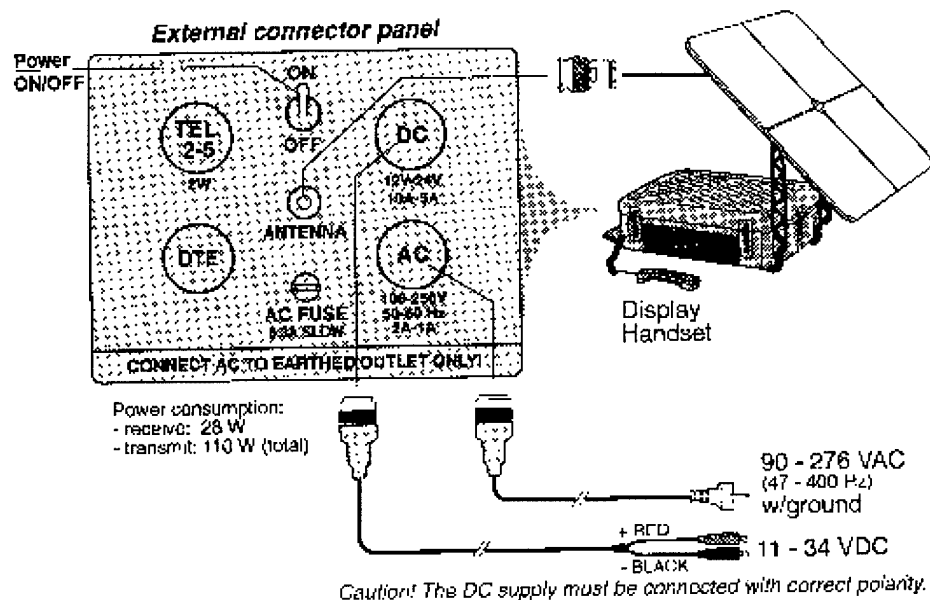 External connector panel
Power
ON/OFF
ON
OFF
TEL
2-5
2W
DC
12V-24V
10A-5A
ANTENNA
DTE
AC
100-250V
50-60 Hz
2A-1A
AC FUSE
SLOW
CONNECT AC TO EARTHED OUTLET ONLY!
Display
Handset
Power consumption:
- receive: 28 W
- transmit: 110 W (total)
90 - 276 VAC
(47 - 400 Hz)
w/ground
+ RED
- BLACK
11 - 34 VDC
Caution! The DC supply must be connected with correct polarity.